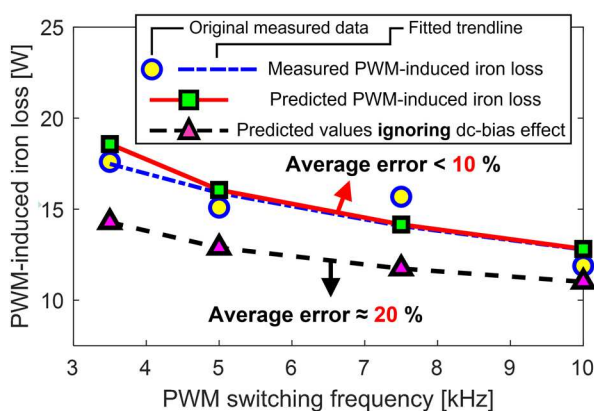 25
20
15
10
3
4
5
6
7
8
9
10
PWM-induced iron loss [W]
PWM switching frequency [kHz]
Original measured data
Fitted trendline
Measured PWM-induced iron loss
Predicted PWM-induced iron loss
Predicted values ignoring dc-bias effect
Average error < 10 %
Average error ≈ 20 %